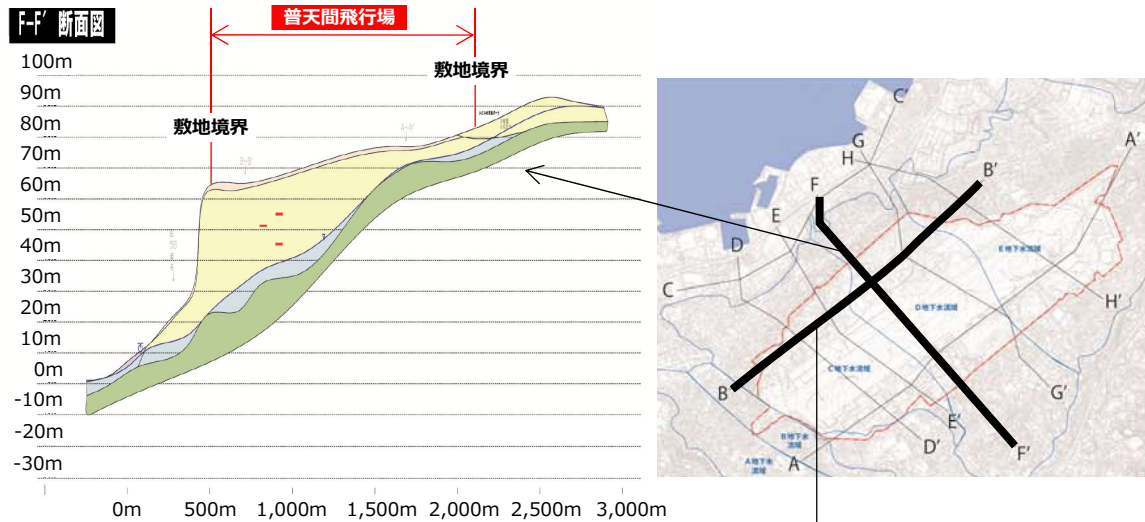 F-F' 断面図
普天間飛行場
敷地境界
敷地境界
100m
90m
80m
70m
60m
50m
40m
30m
20m
10m
0m
-10m
-20m
-30m
0m
500m
1,000m
1,500m
2,000m
2,500m
3,000m
A-A'
B-B'
C'
G
H
F
E
D
C
B
A
A'
B'
H'
G'
F'
E'
D'
E地下水流域
D地下水流域
C地下水流域
B地下水
流域
A地下水
流域